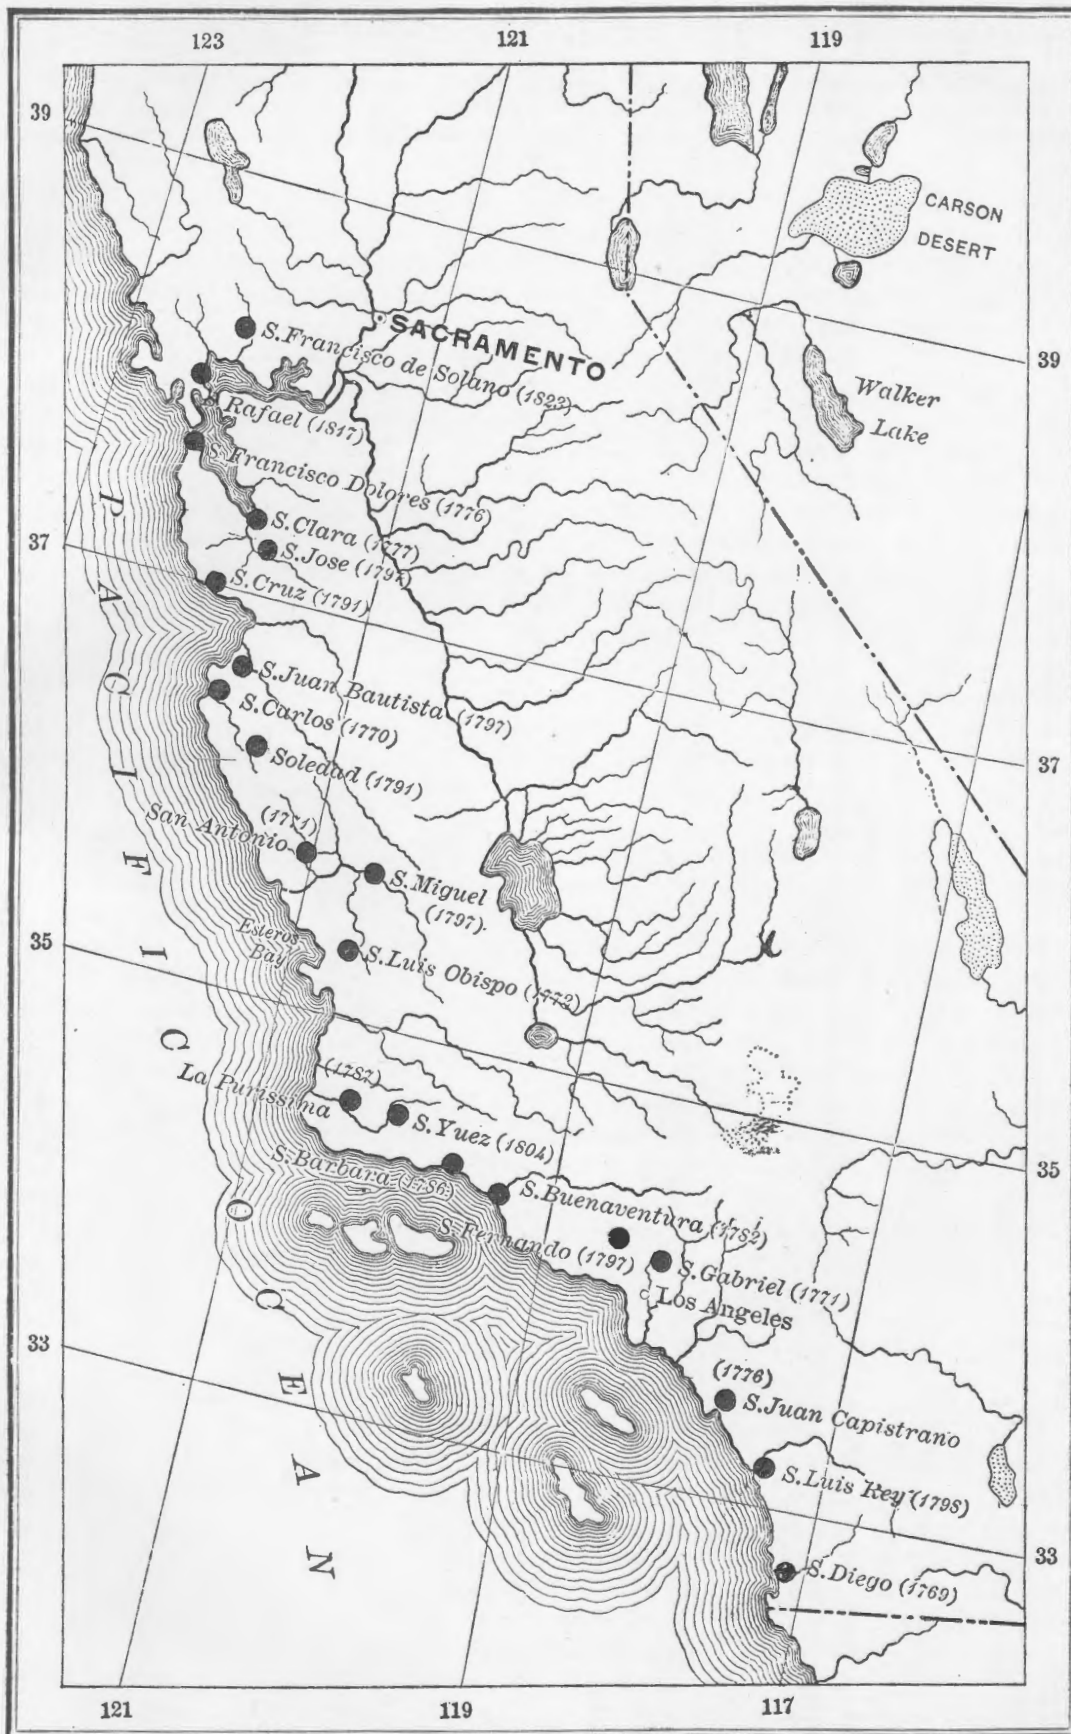 123 121 119
39
CARSON
DESERT
SACRAMENTO
S. Francisco de Solano (1823)
39
Walker
Lake
Rafael (1817)
S. Francisco Dolores (1776)
S. Clara (1777)
S. Jose (1797)
37
S. Cruz (1791)
S. Juan Bautista (1797)
S. Carlos (1770)
Soledad (1791)
37
(1771)
San Antonio
S. Miguel
(1797).
35
Esteros
Bay
S. Luis Obispo (1772)
(1787)
La Purissima
S. Yuez (1804)
S. Barbara (1786)
35
S. Buenaventura (1782)
S. Fernando (1797)
S. Gabriel (1771)
Los Angeles
33
(1776)
S. Juan Capistrano
S. Luis Rey (1798)
33
S. Diego (1769)
PACIFIC OCEAN
121 119 117